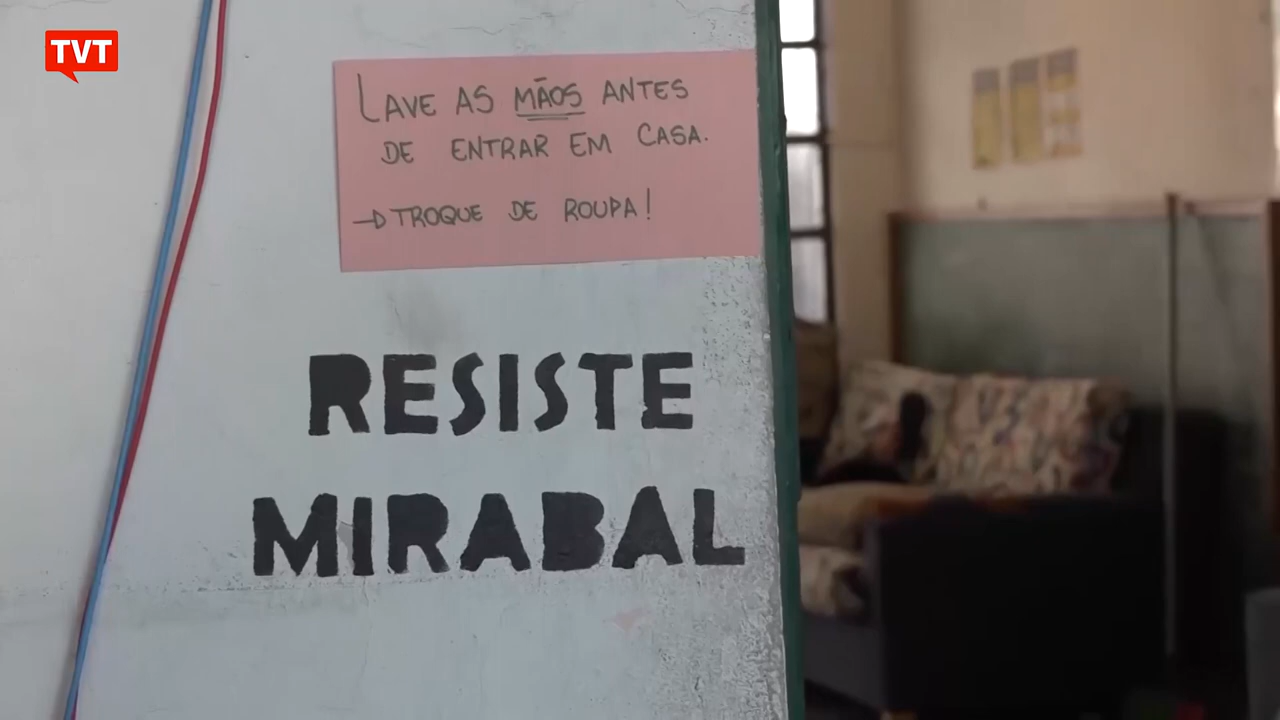 TVT
LAVE AS MÃOS ANTES
DE ENTRAR EM CASA.
→ TROQUE DE ROUPA!
RESISTE
MIRABAL